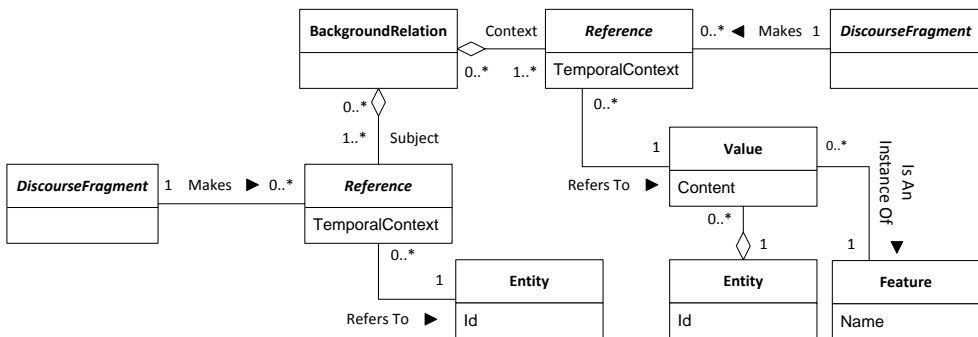 BackgroundRelation
Context
Reference
0..* ◄ Makes 1
DiscourseFragment
0..*
1..*
TemporalContext
0..*
0..*
1..*
Subject
1
Value
0..*
Is An
Instance Of
Refers To ►
Content
DiscourseFragment
1 Makes ► 0..*
Reference
TemporalContext
0..*
0..*
1
1
1
Entity
Entity
Feature
Refers To ►
Id
Id
Name